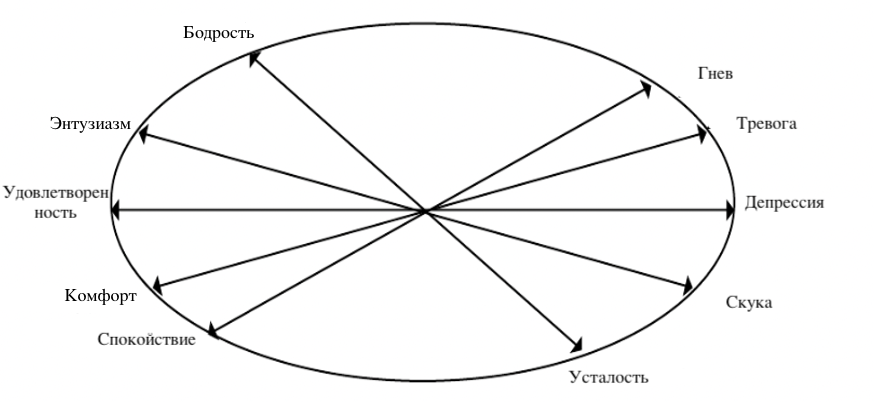 Бодрость
Гнев
Энтузиазм
Тревога
Удовлетворен
ность
Депрессия
Комфорт
Скука
Спокойствие
Усталость